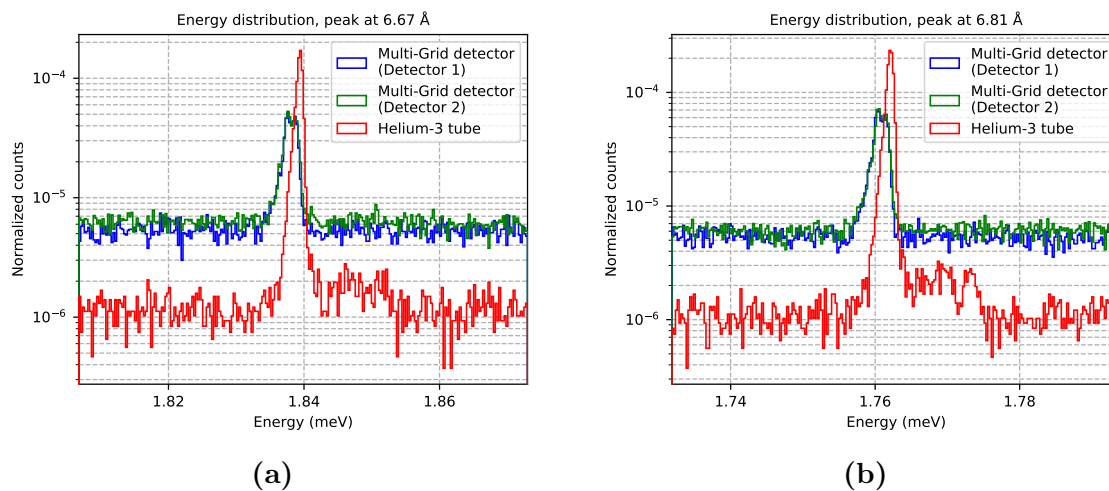 Energy distribution, peak at 6.67 Å
Normalized counts
10⁻⁴
10⁻⁵
10⁻⁶
Multi-Grid detector
(Detector 1)
Multi-Grid detector
(Detector 2)
Helium-3 tube
1.82
1.84
1.86
Energy (meV)
(a)
Energy distribution, peak at 6.81 Å
Normalized counts
10⁻⁴
10⁻⁵
10⁻⁶
Multi-Grid detector
(Detector 1)
Multi-Grid detector
(Detector 2)
Helium-3 tube
1.74
1.76
1.78
Energy (meV)
(b)